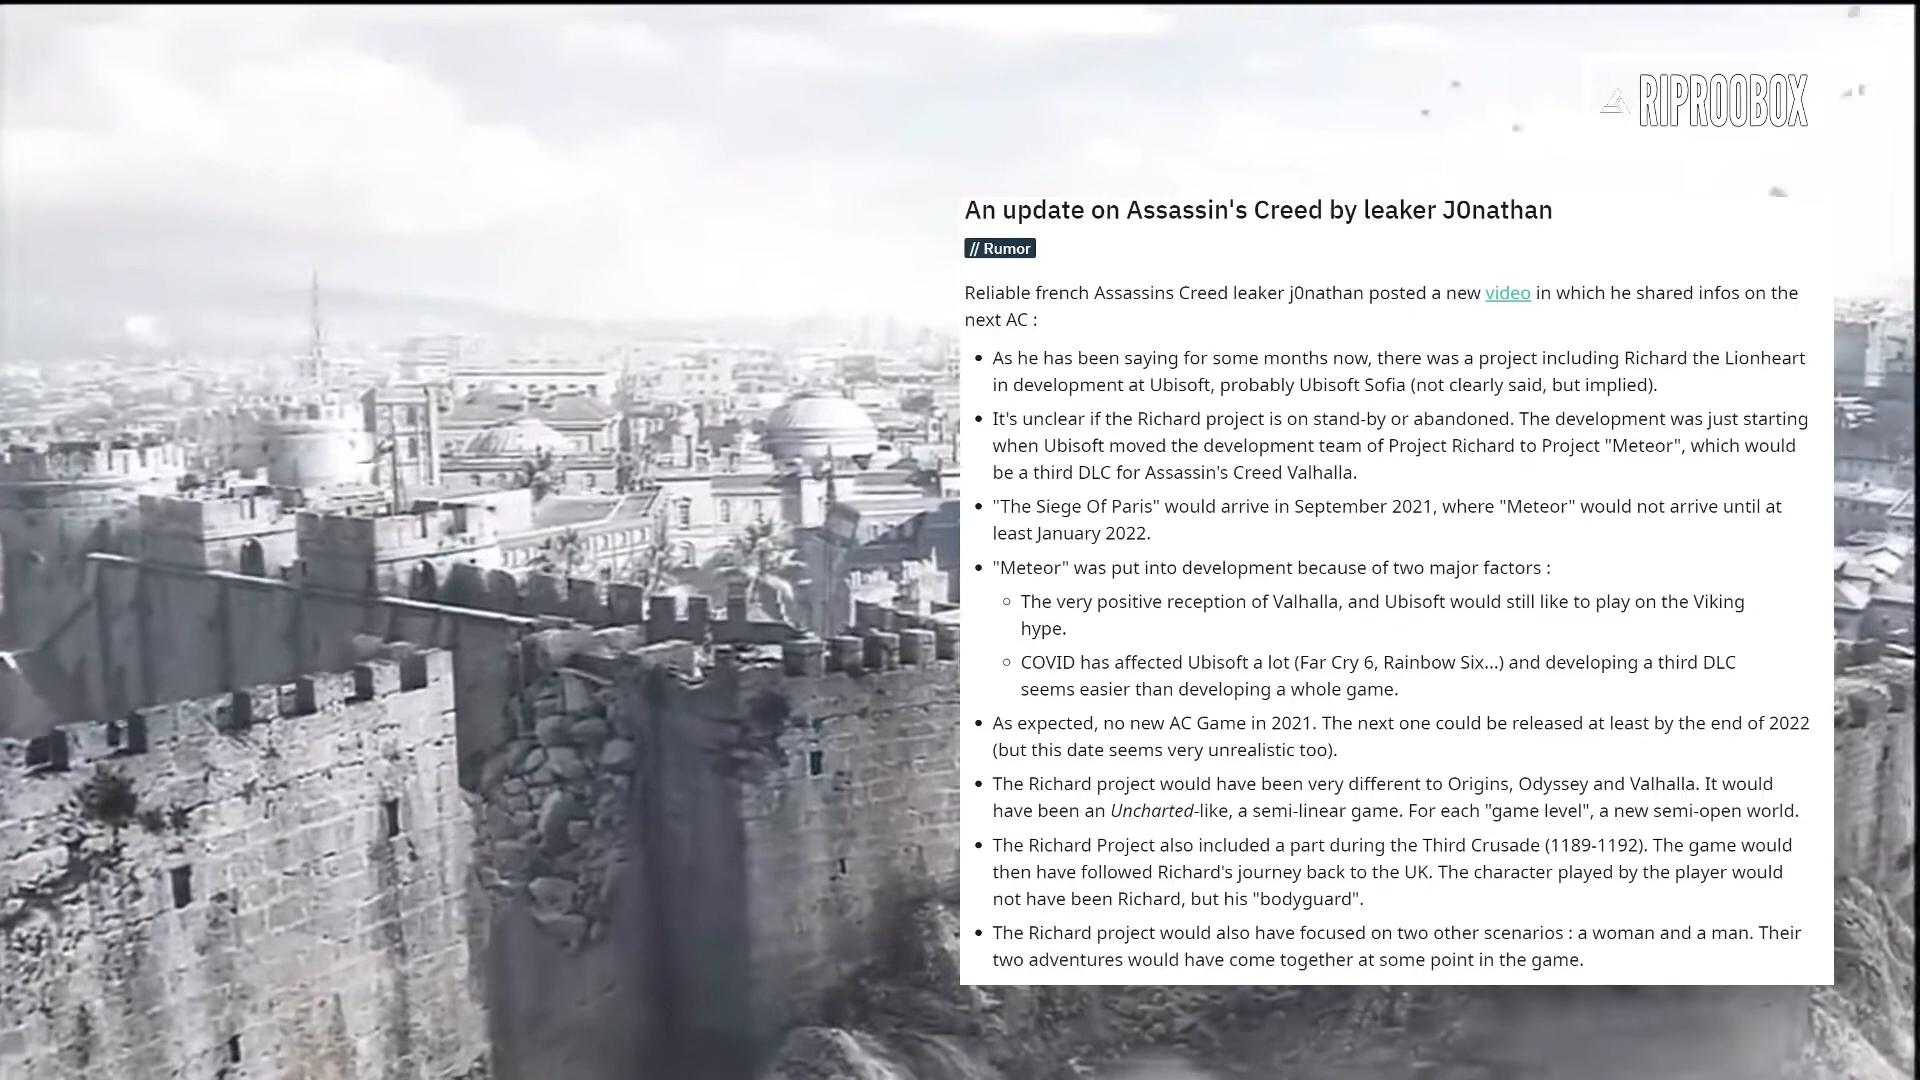 RIPROOBOX
An update on Assassin's Creed by leaker J0nathan
// Rumor
Reliable french Assassins Creed leaker j0nathan posted a new video in which he shared infos on the
next AC :
• As he has been saying for some months now, there was a project including Richard the Lionheart
in development at Ubisoft, probably Ubisoft Sofia (not clearly said, but implied).
• It's unclear if the Richard project is on stand-by or abandoned. The development was just starting
when Ubisoft moved the development team of Project Richard to Project "Meteor", which would
be a third DLC for Assassin's Creed Valhalla.
• "The Siege Of Paris" would arrive in September 2021, where "Meteor" would not arrive until at
least January 2022.
• "Meteor" was put into development because of two major factors :
◦ The very positive reception of Valhalla, and Ubisoft would still like to play on the Viking
hype.
◦ COVID has affected Ubisoft a lot (Far Cry 6, Rainbow Six...) and developing a third DLC
seems easier than developing a whole game.
• As expected, no new AC Game in 2021. The next one could be released at least by the end of 2022
(but this date seems very unrealistic too).
• The Richard project would have been very different to Origins, Odyssey and Valhalla. It would
have been an Uncharted-like, a semi-linear game. For each "game level", a new semi-open world.
• The Richard Project also included a part during the Third Crusade (1189-1192). The game would
then have followed Richard's journey back to the UK. The character played by the player would
not have been Richard, but his "bodyguard".
• The Richard project would also have focused on two other scenarios : a woman and a man. Their
two adventures would have come together at some point in the game.